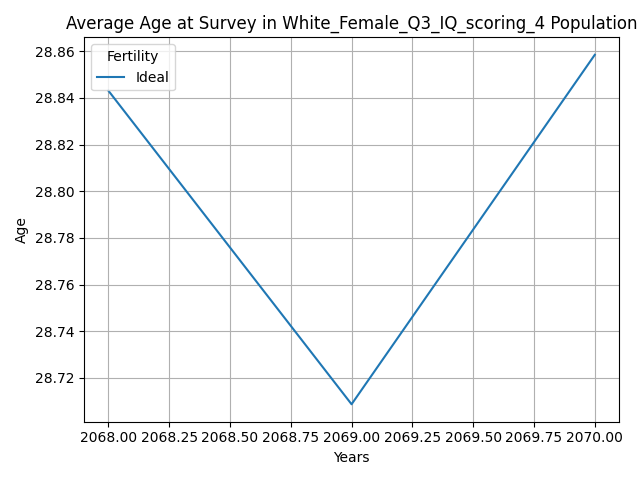 Average Age at Survey in White_Female_Q3_IQ_scoring_4 Population
Fertility
Ideal
28.86
28.84
28.82
28.80
28.78
28.76
28.74
28.72
Age
2068.00 2068.25 2068.50 2068.75 2069.00 2069.25 2069.50 2069.75 2070.00
Years